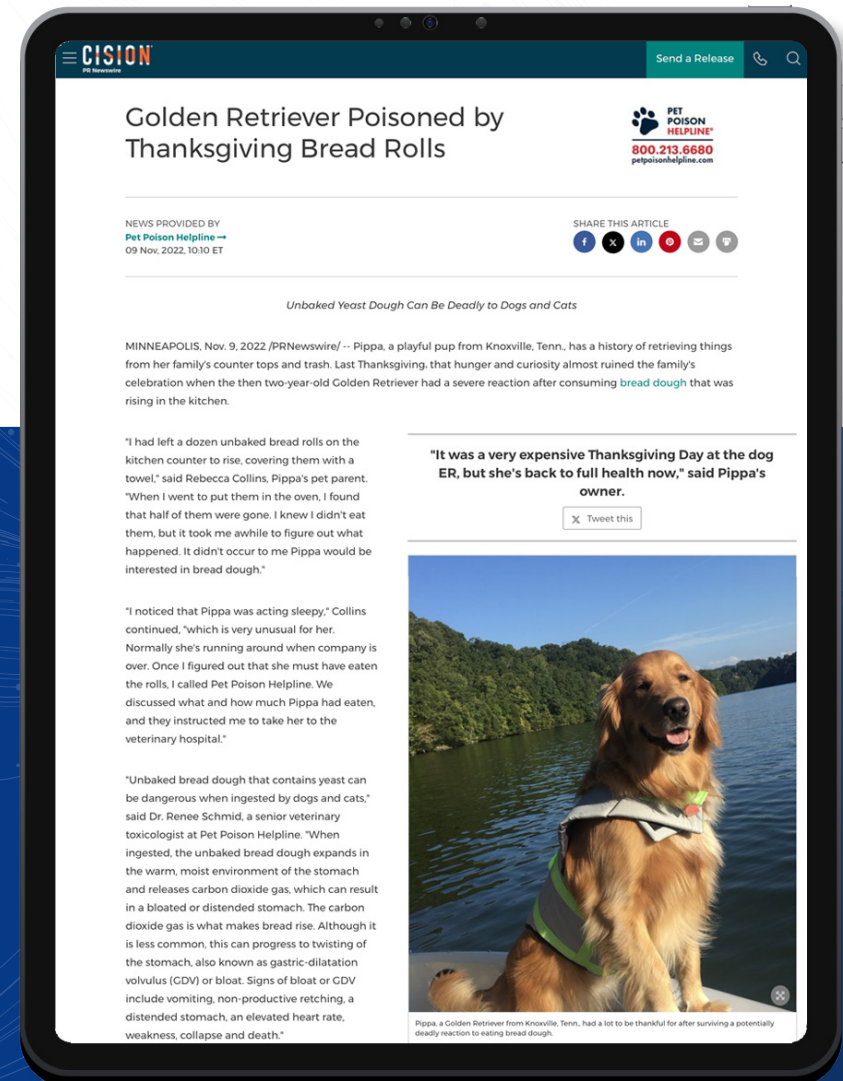 CISION
PR Newswire
Send a Release
Golden Retriever Poisoned by
Thanksgiving Bread Rolls
PET
POISON
HELPLINE®
800.213.6680
petpoisonhelpline.com
NEWS PROVIDED BY
Pet Poison Helpline →
09 Nov, 2022, 10:10 ET
SHARE THIS ARTICLE
Unbaked Yeast Dough Can Be Deadly to Dogs and Cats
MINNEAPOLIS, Nov. 9, 2022 /PRNewswire/ -- Pippa, a playful pup from Knoxville, Tenn., has a history of retrieving things
from her family's counter tops and trash. Last Thanksgiving, that hunger and curiosity almost ruined the family's
celebration when the then two-year-old Golden Retriever had a severe reaction after consuming bread dough that was
rising in the kitchen.
"I had left a dozen unbaked bread rolls on the
kitchen counter to rise, covering them with a
towel," said Rebecca Collins, Pippa's pet parent.
"When I went to put them in the oven, I found
that half of them were gone. I knew I didn't eat
them, but it took me awhile to figure out what
happened. It didn't occur to me Pippa would be
interested in bread dough."
"I noticed that Pippa was acting sleepy," Collins
continued, "which is very unusual for her.
Normally she's running around when company is
over. Once I figured out that she must have eaten
the rolls, I called Pet Poison Helpline. We
discussed what and how much Pippa had eaten,
and they instructed me to take her to the
veterinary hospital."
"Unbaked bread dough that contains yeast can
be dangerous when ingested by dogs and cats,"
said Dr. Renee Schmid, a senior veterinary
toxicologist at Pet Poison Helpline. "When
ingested, the unbaked bread dough expands in
the warm, moist environment of the stomach
and releases carbon dioxide gas, which can result
in a bloated or distended stomach. The carbon
dioxide gas is what makes bread rise. Although it
is less common, this can progress to twisting of
the stomach, also known as gastric-dilatation
volvulus (GDV) or bloat. Signs of bloat or GDV
include vomiting, non-productive retching, a
distended stomach, an elevated heart rate,
weakness, collapse and death."
"It was a very expensive Thanksgiving Day at the dog
ER, but she's back to full health now," said Pippa's
owner.
X Tweet this
Pippa, a Golden Retriever from Knoxville, Tenn., had a lot to be thankful for after surviving a potentially
deadly reaction to eating bread dough.